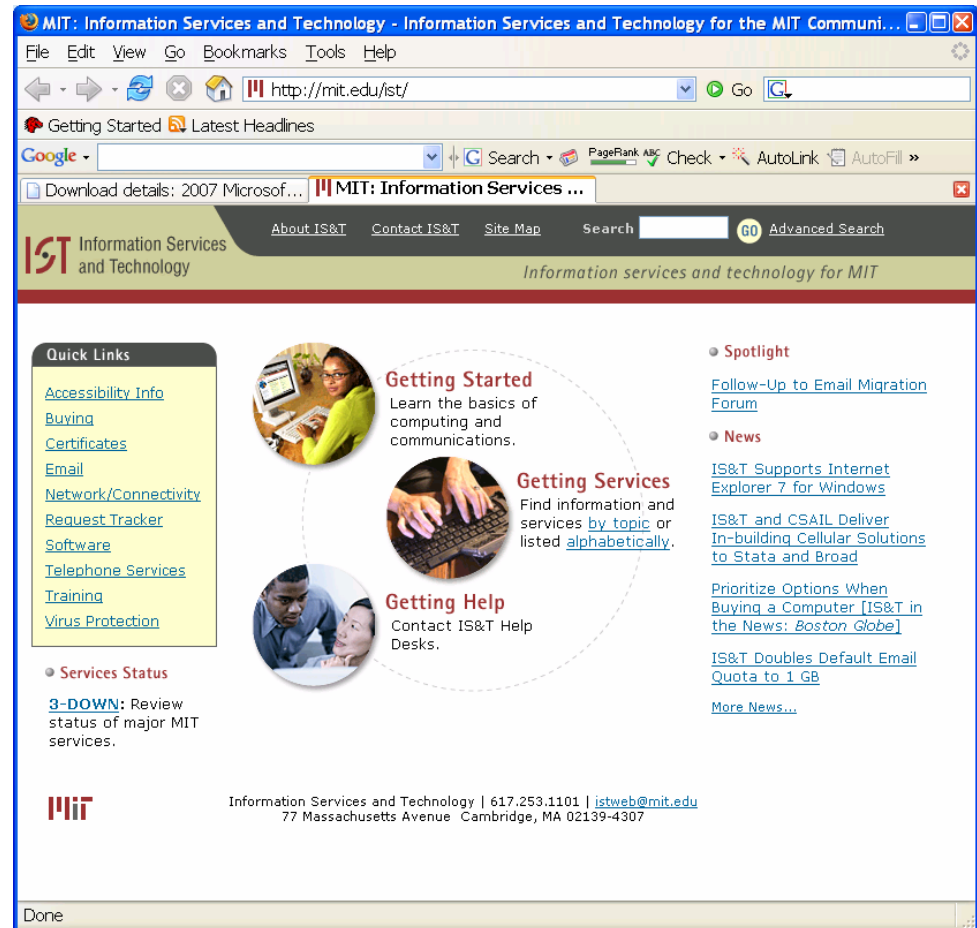 MIT: Information Services and Technology - Information Services and Technology for the MIT Communi...
File Edit View Go Bookmarks Tools Help
http://mit.edu/ist/ Go G
Getting Started Latest Headlines
Google G Search PageRank ABC Check AutoLink AutoFill »
Download details: 2007 Microsof... MIT: Information Services ...
About IS&T Contact IS&T Site Map Search GO Advanced Search
IST Information Services
and Technology
Information services and technology for MIT
Quick Links
Accessibility Info
Buying
Certificates
Email
Network/Connectivity
Request Tracker
Software
Telephone Services
Training
Virus Protection
Services Status
3-DOWN: Review
status of major MIT
services.
Getting Started
Learn the basics of
computing and
communications.
Getting Services
Find information and
services by topic or
listed alphabetically.
Getting Help
Contact IS&T Help
Desks.
Spotlight
Follow-Up to Email Migration
Forum
News
IS&T Supports Internet
Explorer 7 for Windows
IS&T and CSAIL Deliver
In-building Cellular Solutions
to Stata and Broad
Prioritize Options When
Buying a Computer [IS&T in
the News: Boston Globe]
IS&T Doubles Default Email
Quota to 1 GB
More News...
MIT
Information Services and Technology | 617.253.1101 | istweb@mit.edu
77 Massachusetts Avenue Cambridge, MA 02139-4307
Done